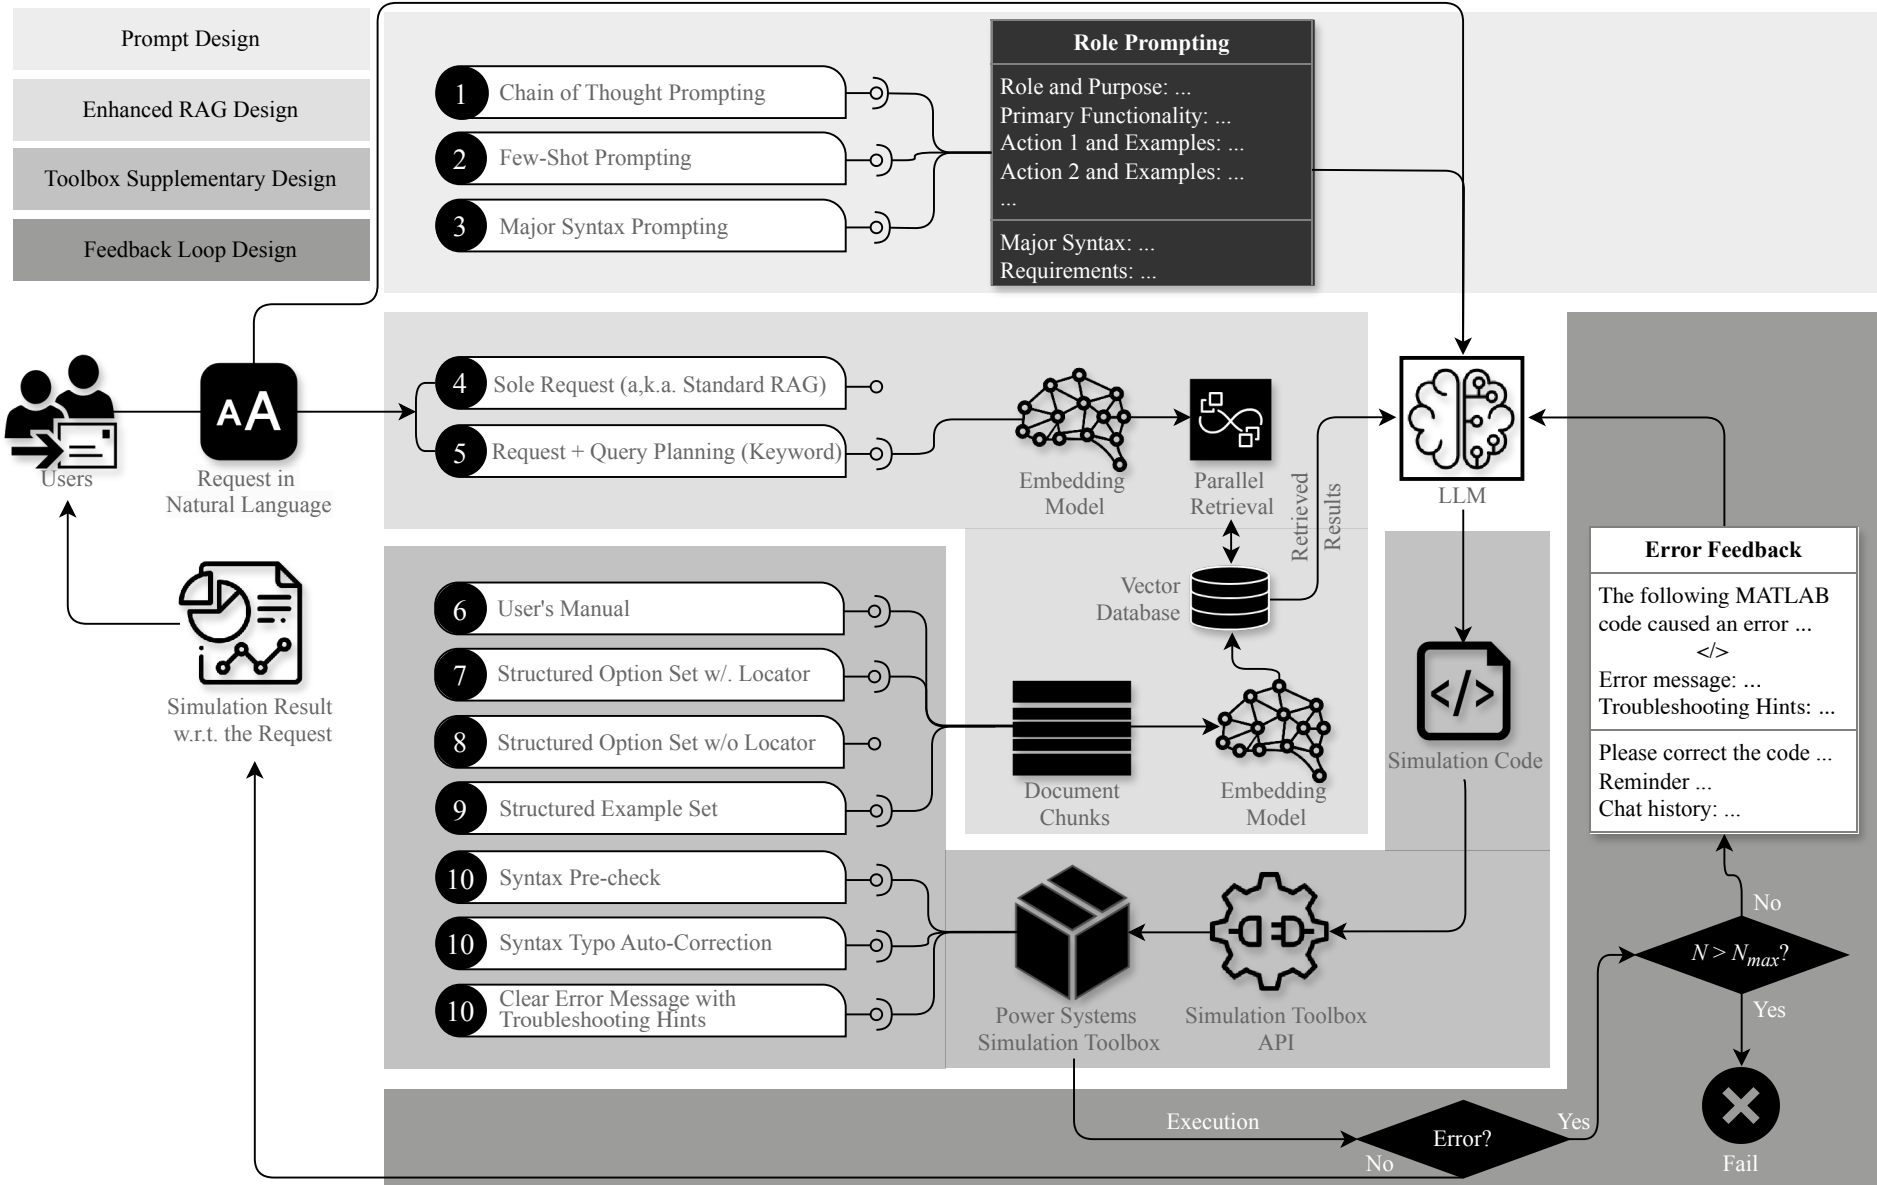 Prompt Design
Enhanced RAG Design
Toolbox Supplementary Design
Feedback Loop Design
1 Chain of Thought Prompting
2 Few-Shot Prompting
3 Major Syntax Prompting
Role Prompting
Role and Purpose: ...
Primary Functionality: ...
Action 1 and Examples: ...
Action 2 and Examples: ...
...
Major Syntax: ...
Requirements: ...
Users
AA
Request in
Natural Language
4 Sole Request (a,k.a. Standard RAG)
5 Request + Query Planning (Keyword)
Embedding
Model
Parallel
Retrieval
Retrieved
Results
LLM
Vector
Database
Simulation Result
w.r.t. the Request
6 User's Manual
7 Structured Option Set w/. Locator
8 Structured Option Set w/o Locator
9 Structured Example Set
10 Syntax Pre-check
10 Syntax Typo Auto-Correction
10 Clear Error Message with
Troubleshooting Hints
Document
Chunks
Embedding
Model
</>
Simulation Code
Power Systems
Simulation Toolbox
Simulation Toolbox
API
Error Feedback
The following MATLAB
code caused an error ...
</>
Error message: ...
Troubleshooting Hints: ...
Please correct the code ...
Reminder ...
Chat history: ...
No
N > Nmax?
Yes
Fail
Execution
Error?
Yes
No